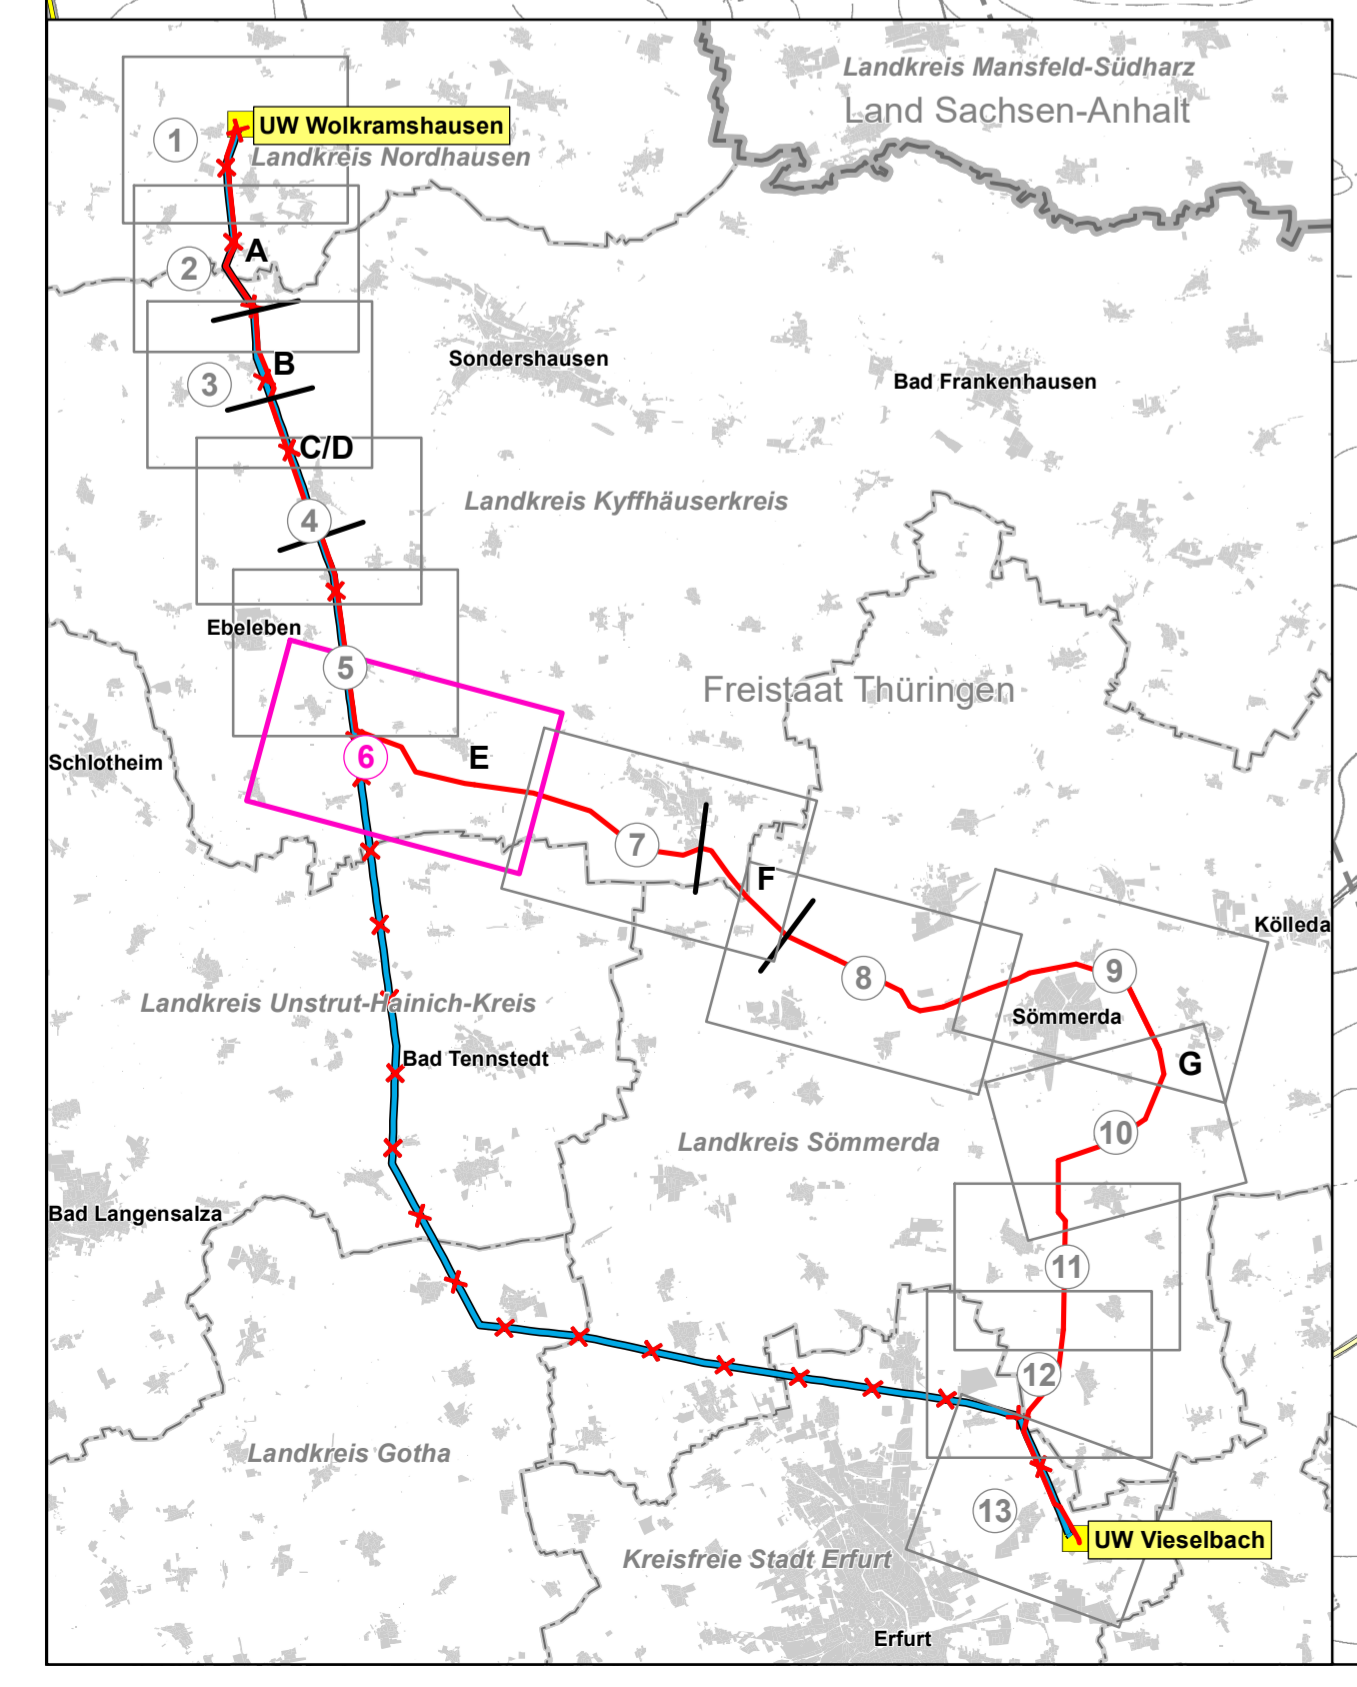 Landkreis Mansfeld-Südharz
Land Sachsen-Anhalt
UW Wolkramshausen
1
Landkreis Nordhausen
A
2
Sondershausen
B
3
Bad Frankenhausen
C/D
Landkreis Kyffhäuserkreis
4
Ebeleben
5
Freistaat Thüringen
Schlotheim
6
E
7
F
Kölleda
8
9
Landkreis Unstrut-Hainich-Kreis
Sömmerda
Bad Tennstedt
G
10
Landkreis Sömmerda
Bad Langensalza
11
12
Landkreis Gotha
13
UW Vieselbach
Kreisfreie Stadt Erfurt
Erfurt